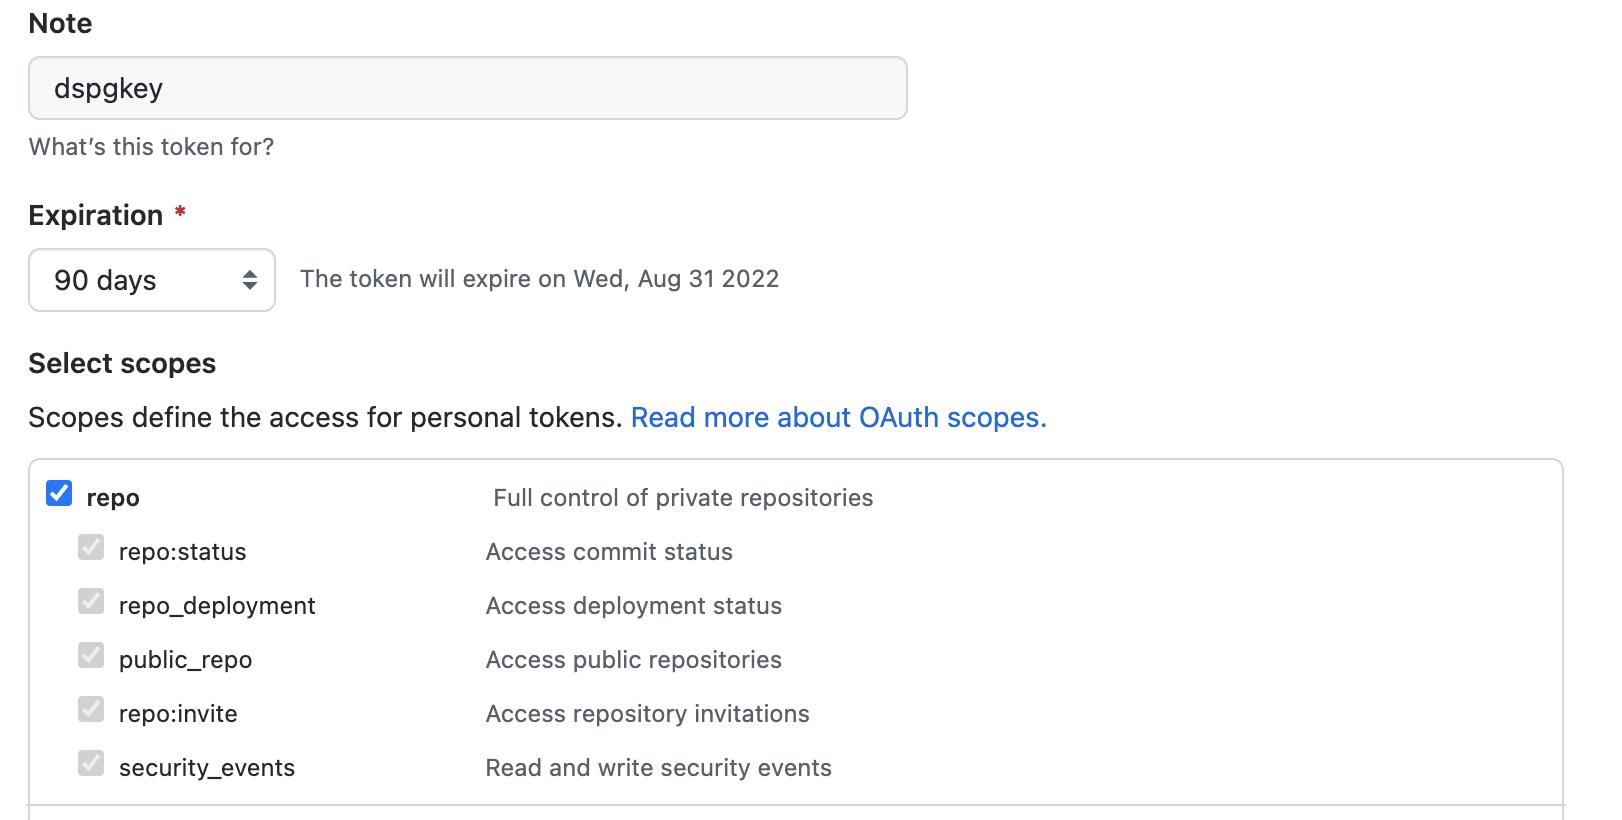 Note
dspgkey
What's this token for?
Expiration *
90 days The token will expire on Wed, Aug 31 2022
Select scopes
Scopes define the access for personal tokens. Read more about OAuth scopes.
repo Full control of private repositories
repo:status Access commit status
repo_deployment Access deployment status
public_repo Access public repositories
repo:invite Access repository invitations
security_events Read and write security events